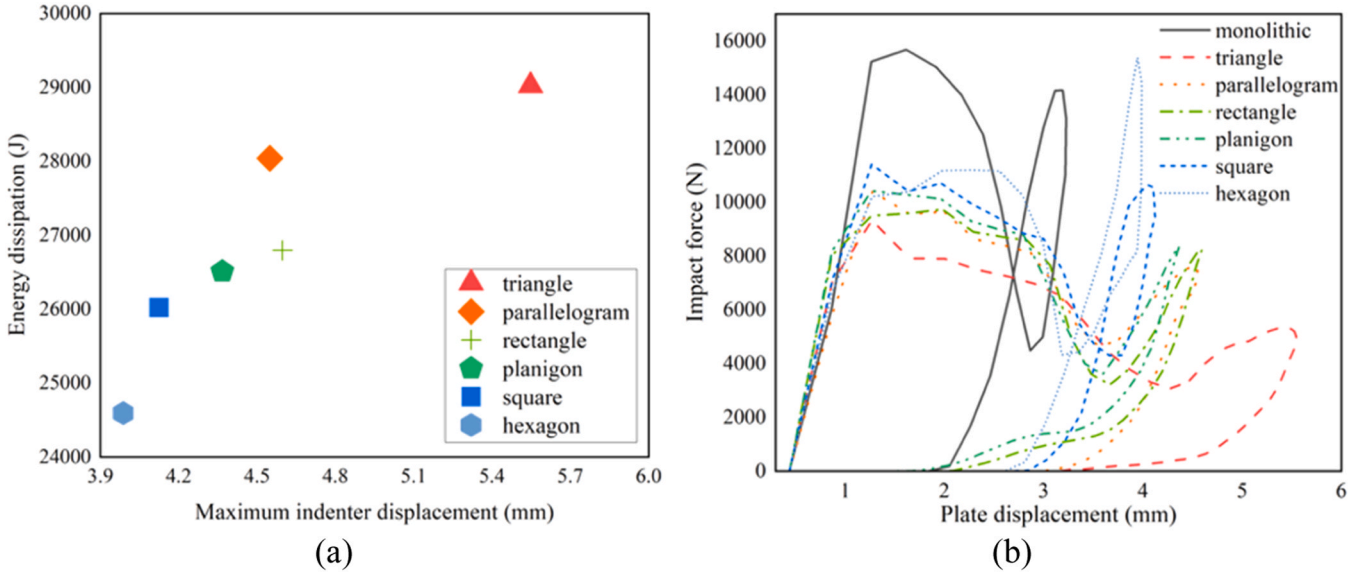 30000
29000
28000
27000
26000
25000
24000
Energy dissipation (J)
triangle
parallelogram
rectangle
planigon
square
hexagon
3.9 4.2 4.5 4.8 5.1 5.4 5.7 6.0
Maximum indenter displacement (mm)
(a)
16000
14000
12000
10000
8000
6000
4000
2000
0
Impact force (N)
monolithic
triangle
parallelogram
rectangle
planigon
square
hexagon
1 2 3 4 5 6
Plate displacement (mm)
(b)